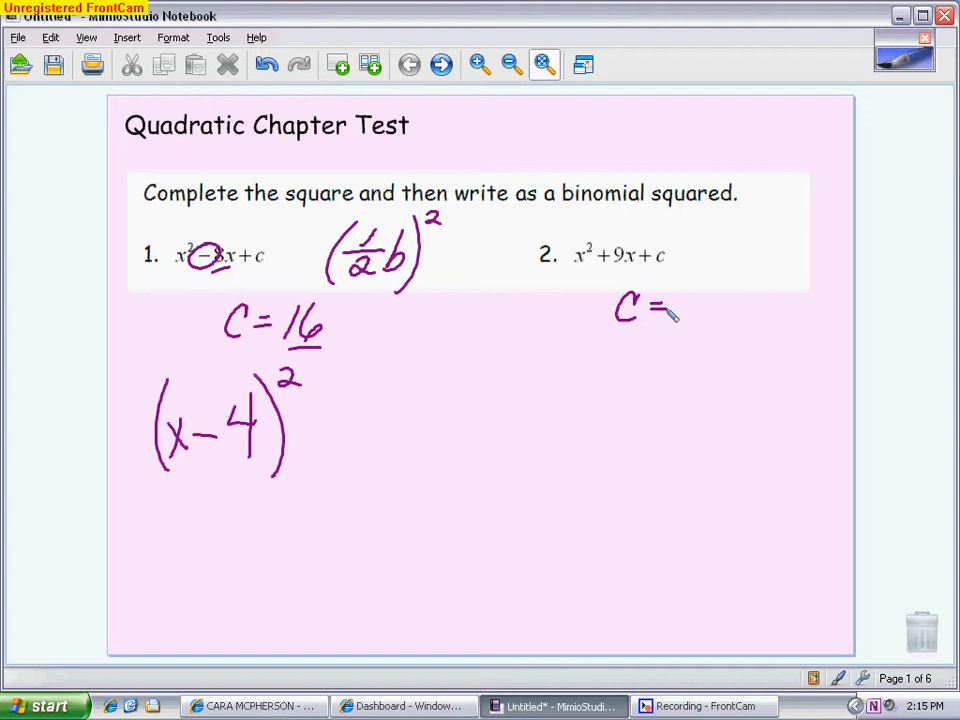 Unregistered FrontCam
Untitled* - MimioStudio Notebook
File Edit View Insert Format Tools Help
Quadratic Chapter Test
Complete the square and then write as a binomial squared.
1. x² − 8x + c (1/2 b)² 2. x² + 9x + c
C = 16 C =
(x − 4)²
Page 1 of 6
start CARA MCPHERSON - ... Dashboard - Window... Untitled* - MimioStudi... Recording - FrontCam 2:15 PM